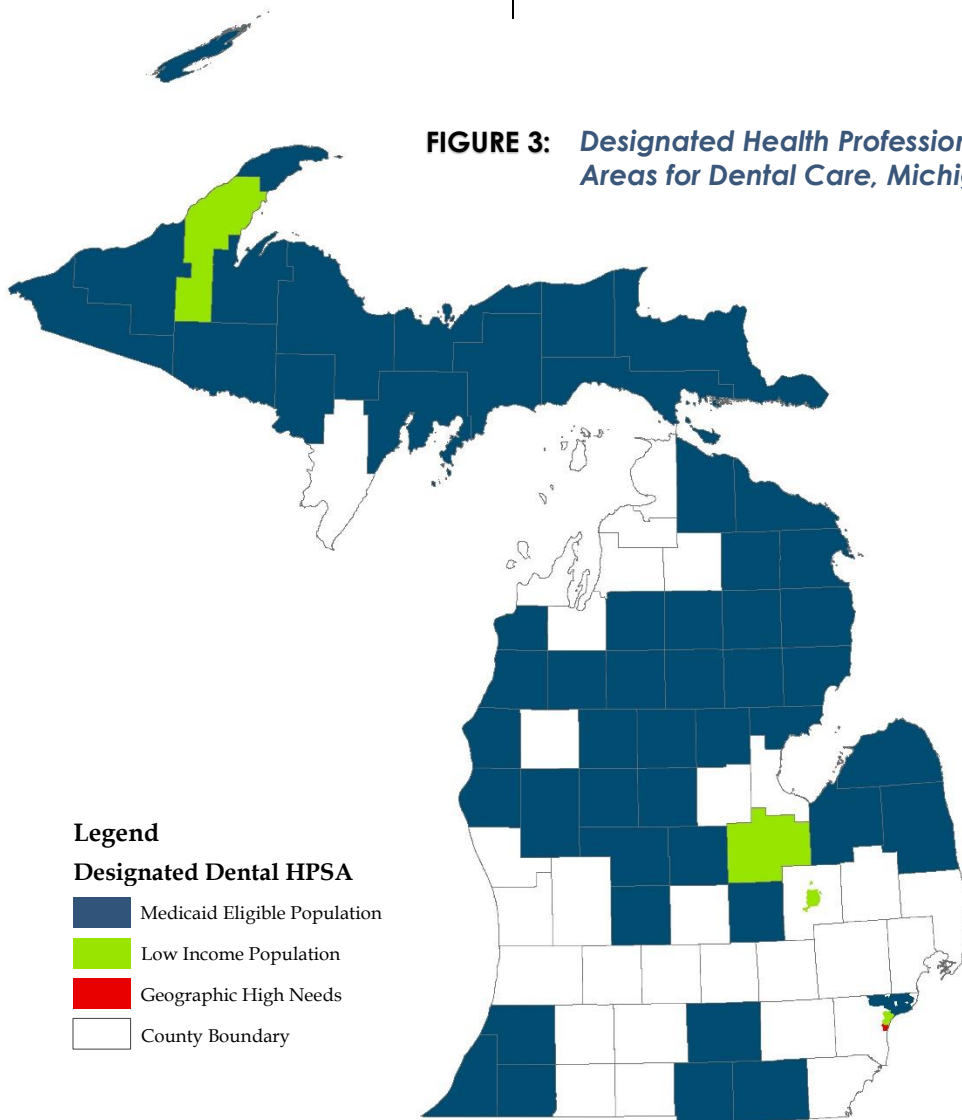 FIGURE 3: Designated Health Profession
Areas for Dental Care, Michi
Legend
Designated Dental HPSA
Medicaid Eligible Population
Low Income Population
Geographic High Needs
County Boundary